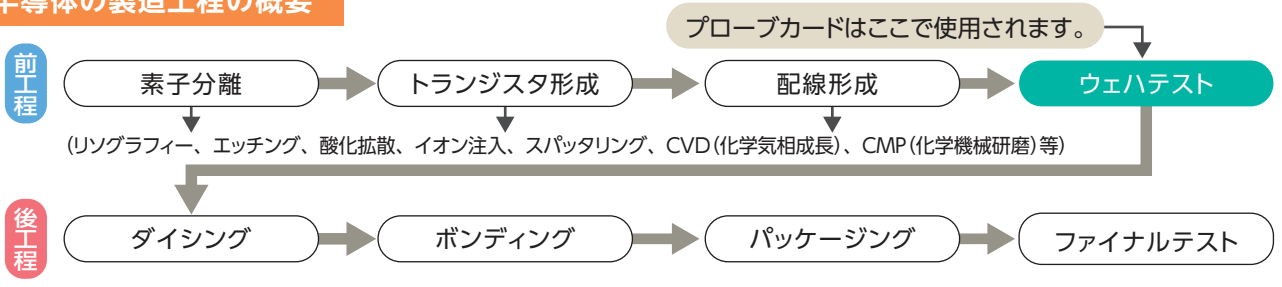 半導体の製造工程の概要
プローブカードはここで使用されます。
前工程
素子分離
トランジスタ形成
配線形成
ウェハテスト
(リソグラフィー、エッチング、酸化拡散、イオン注入、スパッタリング、CVD(化学気相成長)、CMP(化学機械研磨)等)
後工程
ダイシング
ボンディング
パッケージング
ファイナルテスト